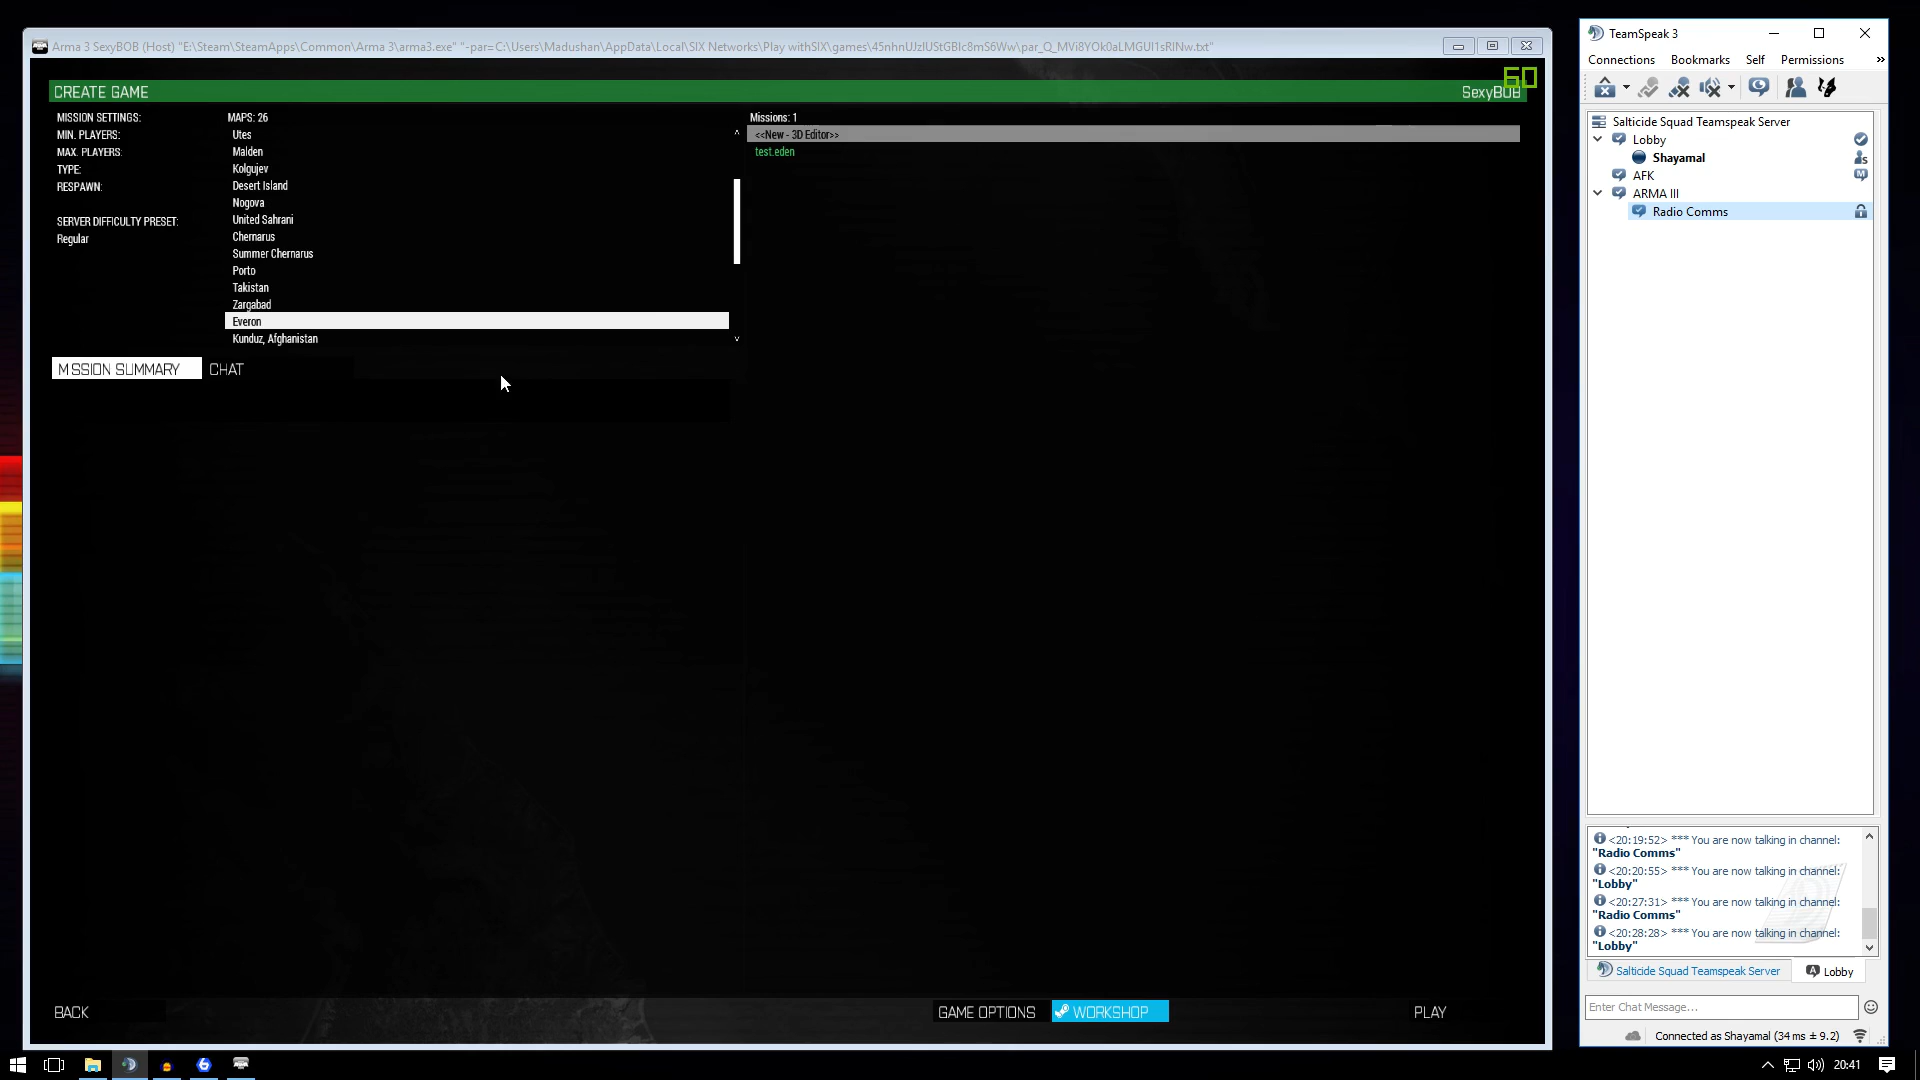 Arma 3 SexyBOB (Host) "E:\Steam\SteamApps\Common\Arma 3\arma3.exe" "-par=C:\Users\Madushan\AppData\Local\SIX Networks\Play withSIX\games\
CREATE GAME
60
SexyBOB
MISSION SETTINGS:
MIN. PLAYERS:
MAX. PLAYERS:
TYPE:
RESPAWN:
SERVER DIFFICULTY PRESET:
Regular
MAPS: 26
Utes
Malden
Kolgujev
Desert Island
Nogova
United Sahrani
Chernarus
Summer Chernarus
Porto
Takistan
Zargabad
Everon
Kunduz, Afghanistan
Missions: 1
<<New - 3D Editor>>
test.eden
MISSION SUMMARY
CHAT
BACK
GAME OPTIONS
WORKSHOP
PLAY
TeamSpeak 3
Connections Bookmarks Self Permissions »
Salticide Squad Teamspeak Server
Lobby
Shayamal
AFK
ARMA III
Radio Comms
<20:19:52> *** You are now talking in channel:
"Radio Comms"
<20:20:55> *** You are now talking in channel:
"Lobby"
<20:27:31> *** You are now talking in channel:
"Radio Comms"
<20:28:28> *** You are now talking in channel:
"Lobby"
Salticide Squad Teamspeak Server
Lobby
Enter Chat Message...
Connected as Shayamal (34 ms ± 9.2)
20:41